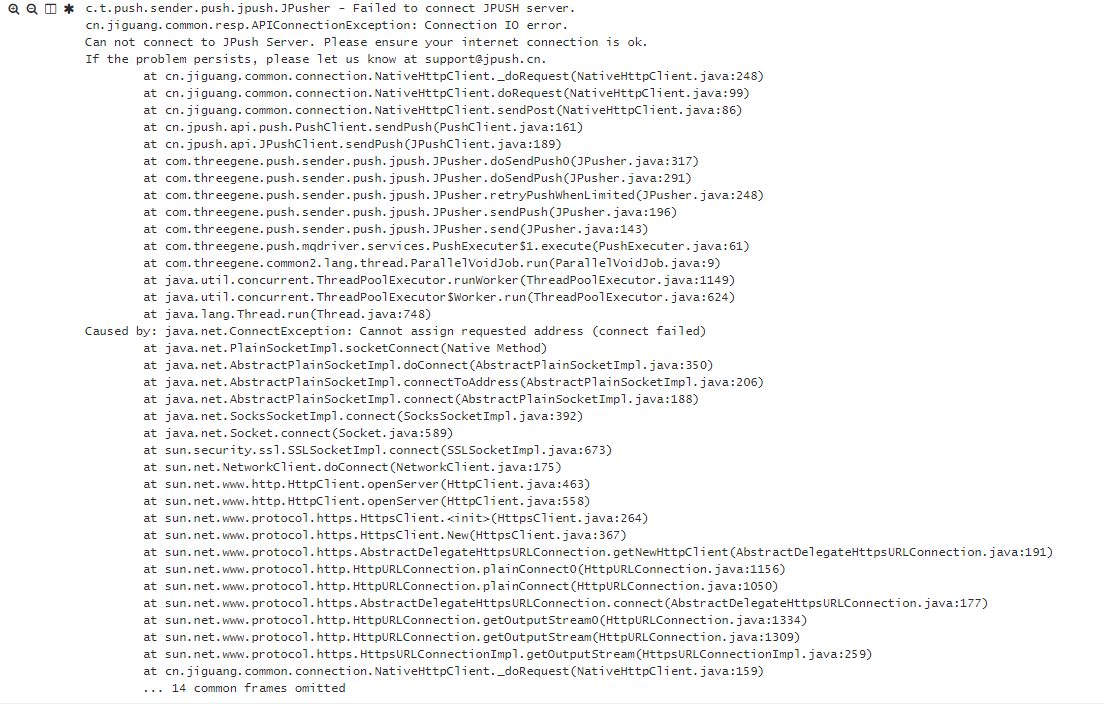 c.t.push.sender.push.jpush.JPusher - Failed to connect JPUSH server.
cn.jiguang.common.resp.APIConnectionException: Connection IO error.
Can not connect to JPush Server. Please ensure your internet connection is ok.
If the problem persists, please let us know at support@jpush.cn.
at cn.jiguang.common.connection.NativeHttpClient._doRequest(NativeHttpClient.java:248)
at cn.jiguang.common.connection.NativeHttpClient.doRequest(NativeHttpClient.java:99)
at cn.jiguang.common.connection.NativeHttpClient.sendPost(NativeHttpClient.java:86)
at cn.jpush.api.push.PushClient.sendPush(PushClient.java:161)
at cn.jpush.api.JPushClient.sendPush(JPushClient.java:189)
at com.threegene.push.sender.push.jpush.JPusher.doSendPush0(JPusher.java:317)
at com.threegene.push.sender.push.jpush.JPusher.doSendPush(JPusher.java:291)
at com.threegene.push.sender.push.jpush.JPusher.retryPushWhenLimited(JPusher.java:248)
at com.threegene.push.sender.push.jpush.JPusher.sendPush(JPusher.java:196)
at com.threegene.push.sender.push.jpush.JPusher.send(JPusher.java:143)
at com.threegene.push.mqdriver.services.PushExecuter$1.execute(PushExecuter.java:61)
at com.threegene.common2.lang.thread.ParallelVoidJob.run(ParallelVoidJob.java:9)
at java.util.concurrent.ThreadPoolExecutor.runWorker(ThreadPoolExecutor.java:1149)
at java.util.concurrent.ThreadPoolExecutor$Worker.run(ThreadPoolExecutor.java:624)
at java.lang.Thread.run(Thread.java:748)
Caused by: java.net.ConnectException: Cannot assign requested address (connect failed)
at java.net.PlainSocketImpl.socketConnect(Native Method)
at java.net.AbstractPlainSocketImpl.doConnect(AbstractPlainSocketImpl.java:350)
at java.net.AbstractPlainSocketImpl.connectToAddress(AbstractPlainSocketImpl.java:206)
at java.net.AbstractPlainSocketImpl.connect(AbstractPlainSocketImpl.java:188)
at java.net.SocksSocketImpl.connect(SocksSocketImpl.java:392)
at java.net.Socket.connect(Socket.java:589)
at sun.security.ssl.SSLSocketImpl.connect(SSLSocketImpl.java:673)
at sun.net.NetworkClient.doConnect(NetworkClient.java:175)
at sun.net.www.http.HttpClient.openServer(HttpClient.java:463)
at sun.net.www.http.HttpClient.openServer(HttpClient.java:558)
at sun.net.www.protocol.https.HttpsClient.<init>(HttpsClient.java:264)
at sun.net.www.protocol.https.HttpsClient.New(HttpsClient.java:367)
at sun.net.www.protocol.https.AbstractDelegateHttpsURLConnection.getNewHttpClient(AbstractDelegateHttpsURLConnection.java:191)
at sun.net.www.protocol.http.HttpURLConnection.plainConnect0(HttpURLConnection.java:1156)
at sun.net.www.protocol.http.HttpURLConnection.plainConnect(HttpURLConnection.java:1050)
at sun.net.www.protocol.https.AbstractDelegateHttpsURLConnection.connect(AbstractDelegateHttpsURLConnection.java:177)
at sun.net.www.protocol.http.HttpURLConnection.getOutputStream0(HttpURLConnection.java:1334)
at sun.net.www.protocol.http.HttpURLConnection.getOutputStream(HttpURLConnection.java:1309)
at sun.net.www.protocol.https.HttpsURLConnectionImpl.getOutputStream(HttpsURLConnectionImpl.java:259)
at cn.jiguang.common.connection.NativeHttpClient._doRequest(NativeHttpClient.java:159)
... 14 common frames omitted